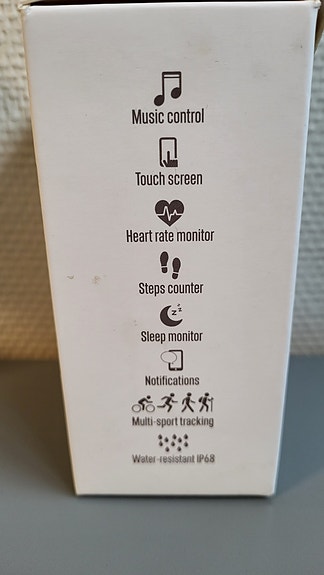 Music control
Touch screen
Heart rate monitor
Steps counter
Sleep monitor
Notifications
Multi-sport tracking
Water-resistant IP68